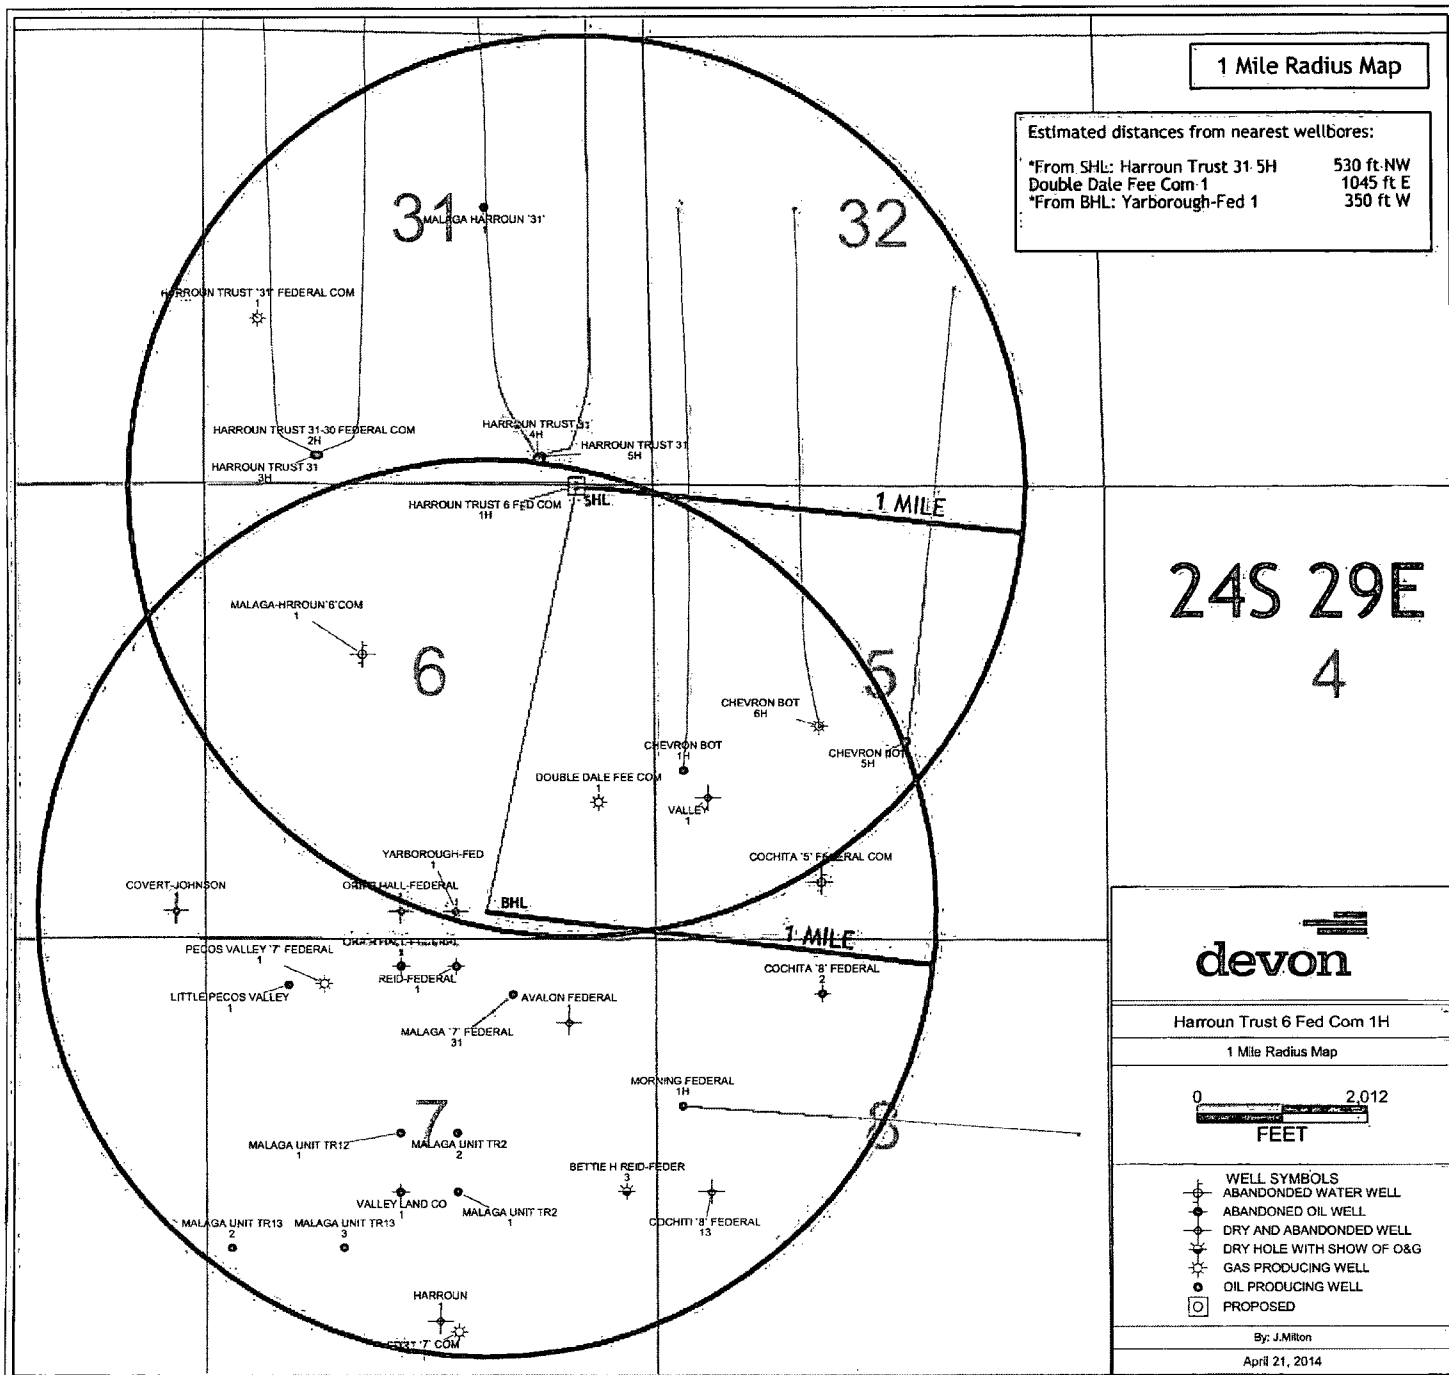 1 Mile Radius Map
Estimated distances from nearest wellbores:
*From SHL: Harroun Trust 31 5H 530 ft NW
Double Dale Fee Com 1 1045 ft E
*From BHL: Yarborough-Fed 1 350 ft W
31
32
MALAGA HARROUN '31'
1
HARROUN TRUST '31' FEDERAL COM
1
HARROUN TRUST 31-30 FEDERAL COM
2H
HARROUN TRUST 31
3H
HARROUN TRUST 31
4H
HARROUN TRUST 31
5H
HARROUN TRUST 6 FED COM
1H
SHL
1 MILE
24S 29E
4
MALAGA-HRROUN'6'COM
1
6
5
CHEVRON BOT
6H
CHEVRON BOT
5H
CHEVRON BOT
1H
DOUBLE DALE FEE COM
1
VALLEY
1
YARBOROUGH-FED
1
COCHITA '5' FEDERAL COM
1
COVERT-JOHNSON
1
HALL-FEDERAL
1
BHL
1 MILE
PECOS VALLEY '7' FEDERAL
1
LITTLE PECOS VALLEY
1
REID-FEDERAL
1
AVALON FEDERAL
1
COCHITA '8' FEDERAL
2
MALAGA '7' FEDERAL
31
MORNING FEDERAL
1H
7
8
MALAGA UNIT TR12
1
MALAGA UNIT TR2
2
BETTIE H REID-FEDER
3
VALLEY LAND CO
1
MALAGA UNIT TR2
1
COCHITI '8' FEDERAL
13
MALAGA UNIT TR13
2
MALAGA UNIT TR13
3
HARROUN
1
'7' COM
devon
Harroun Trust 6 Fed Com 1H
1 Mile Radius Map
0 2,012
FEET
WELL SYMBOLS
ABANDONDED WATER WELL
ABANDONED OIL WELL
DRY AND ABANDONDED WELL
DRY HOLE WITH SHOW OF O&G
GAS PRODUCING WELL
OIL PRODUCING WELL
PROPOSED
By: J.Milton
April 21, 2014